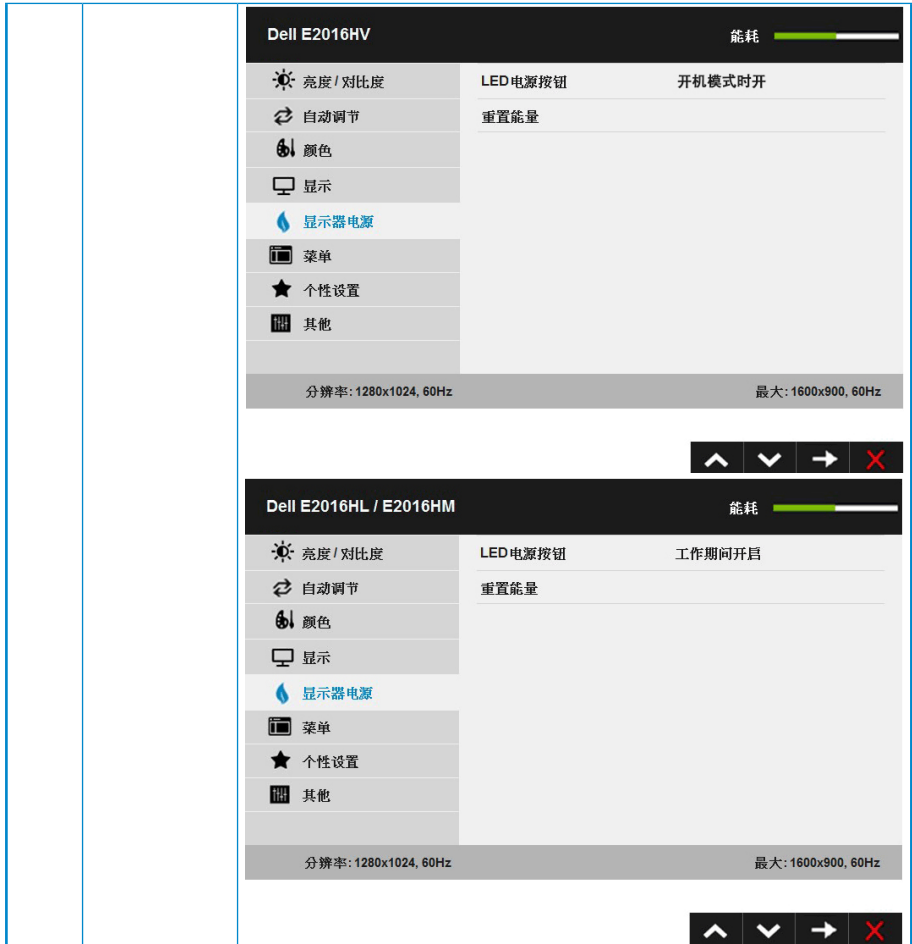 Dell E2016HV 能耗
亮度/对比度 LED电源按钮 开机模式时开
自动调节 重置能量
颜色
显示
显示器电源
菜单
个性设置
其他
分辨率: 1280x1024, 60Hz 最大: 1600x900, 60Hz
Dell E2016HL / E2016HM 能耗
亮度/对比度 LED电源按钮 工作期间开启
自动调节 重置能量
颜色
显示
显示器电源
菜单
个性设置
其他
分辨率: 1280x1024, 60Hz 最大: 1600x900, 60Hz